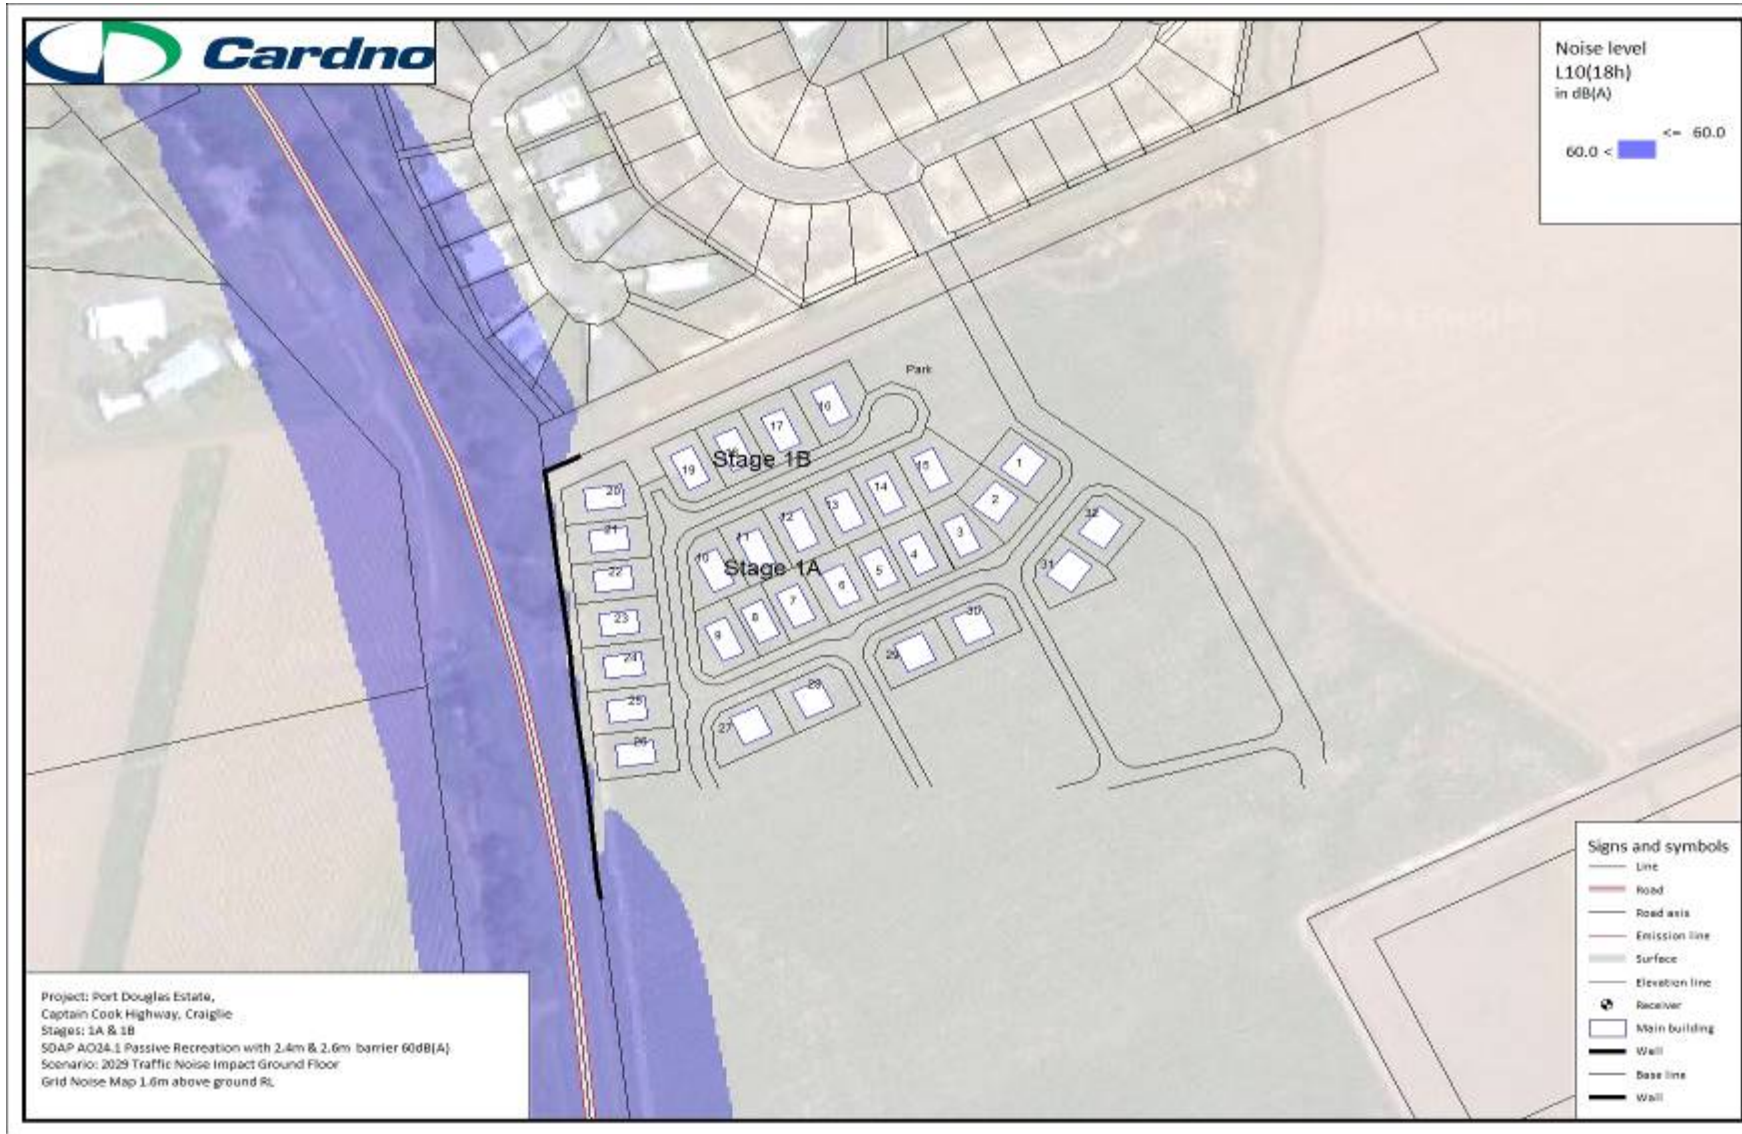 Cardno
Noise level
L10(18h)
in dB(A)
<= 60.0
60.0 <
Park
16
17
19
Stage 1B
1
15
2
20
14
13
12
32
21
3
11
4
10
Stage 1A
5
31
22
6
7
30
8
23
9
29
24
28
25
27
26
Signs and symbols
Line
Road
Road axis
Emission line
Surface
Elevation line
Receiver
Main building
Wall
Base line
Wall
Project: Port Douglas Estate,
Captain Cook Highway, Craiglie
Stages: 1A & 1B
SDAP AO24.1 Passive Recreation with 2.4m & 2.6m barrier 60dB(A)
Scenario: 2029 Traffic Noise Impact Ground Floor
Grid Noise Map 1.6m above ground RL